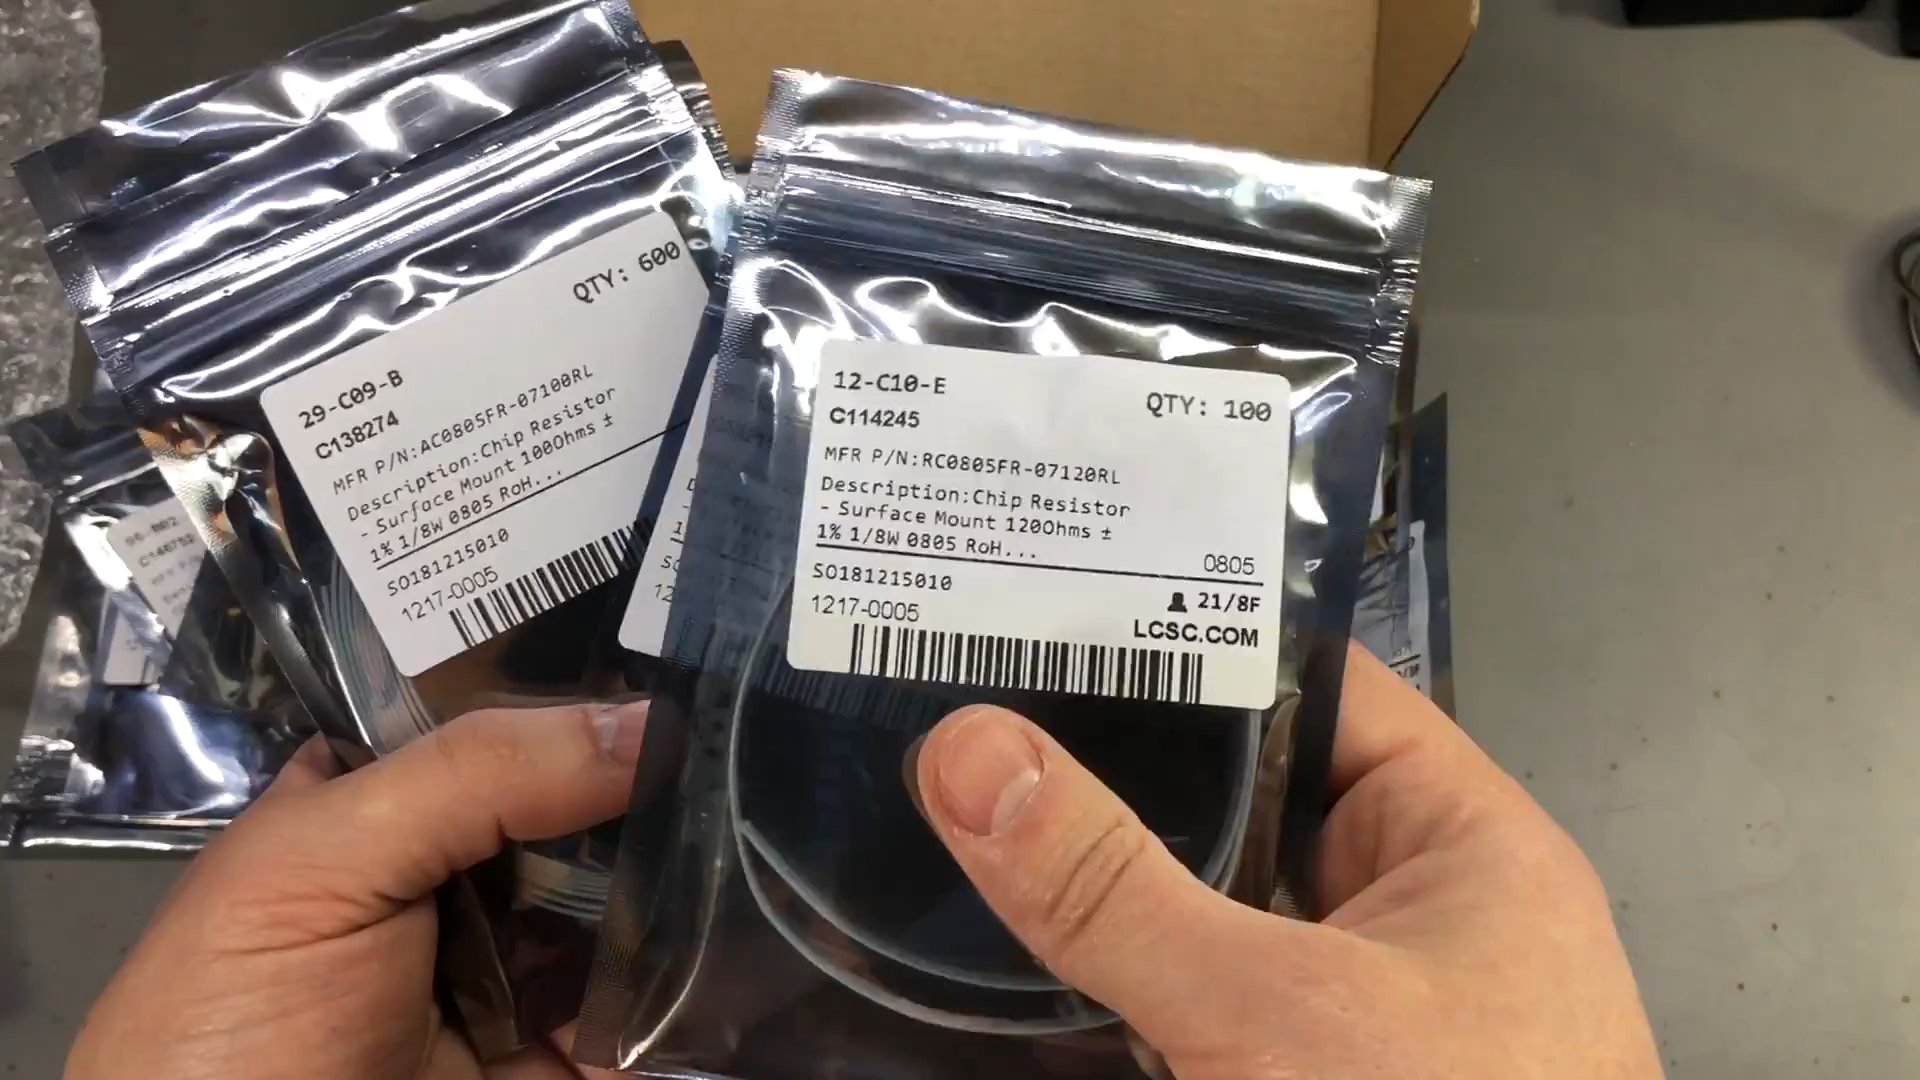 QTY: 600
29-C09-B
C138274
MFR P/N:AC0805FR-07100RL
Description:Chip Resistor
- Surface Mount 100Ohms ±
1% 1/8W 0805 RoH...
SO181215010
1217-0005
12-C10-E
QTY: 100
C114245
MFR P/N:RC0805FR-07120RL
Description:Chip Resistor
- Surface Mount 120Ohms ±
1% 1/8W 0805 RoH...
0805
SO181215010
21/8F
1217-0005
LCSC.COM